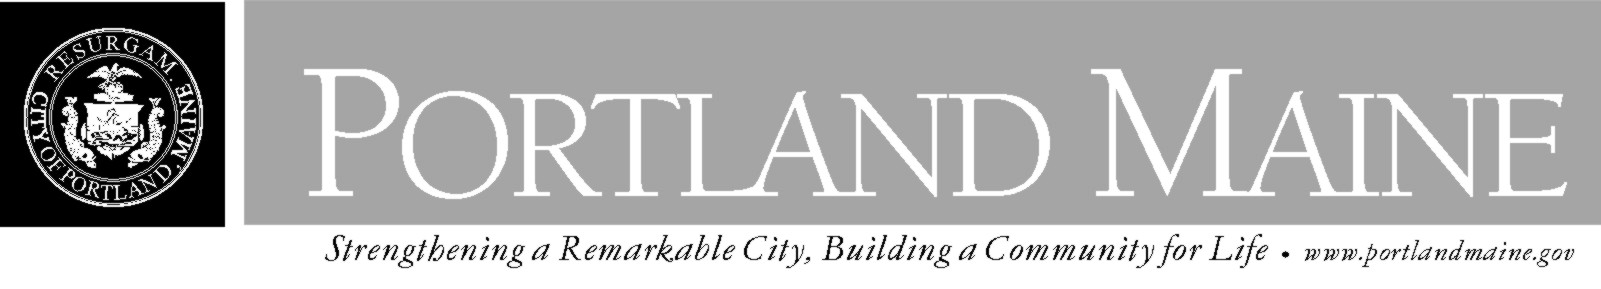 RESURGAM.
CITY OF PORTLAND, MAINE
PORTLAND MAINE
Strengthening a Remarkable City, Building a Community for Life • www.portlandmaine.gov